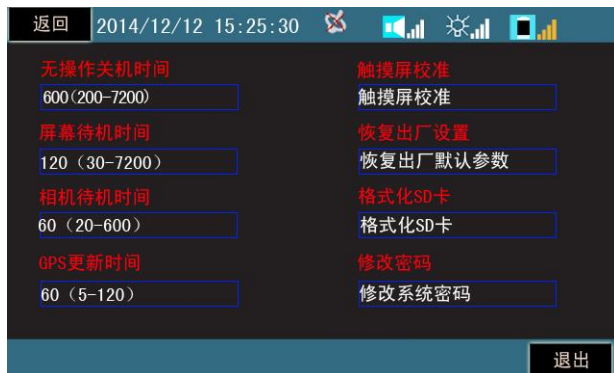 返回 2014/12/12 15:25:30
无操作关机时间 触摸屏校准
600(200-7200) 触摸屏校准
屏幕待机时间 恢复出厂设置
120（30-7200） 恢复出厂默认参数
相机待机时间 格式化SD卡
60（20-600） 格式化SD卡
GPS更新时间 修改密码
60（5-120） 修改系统密码
退出